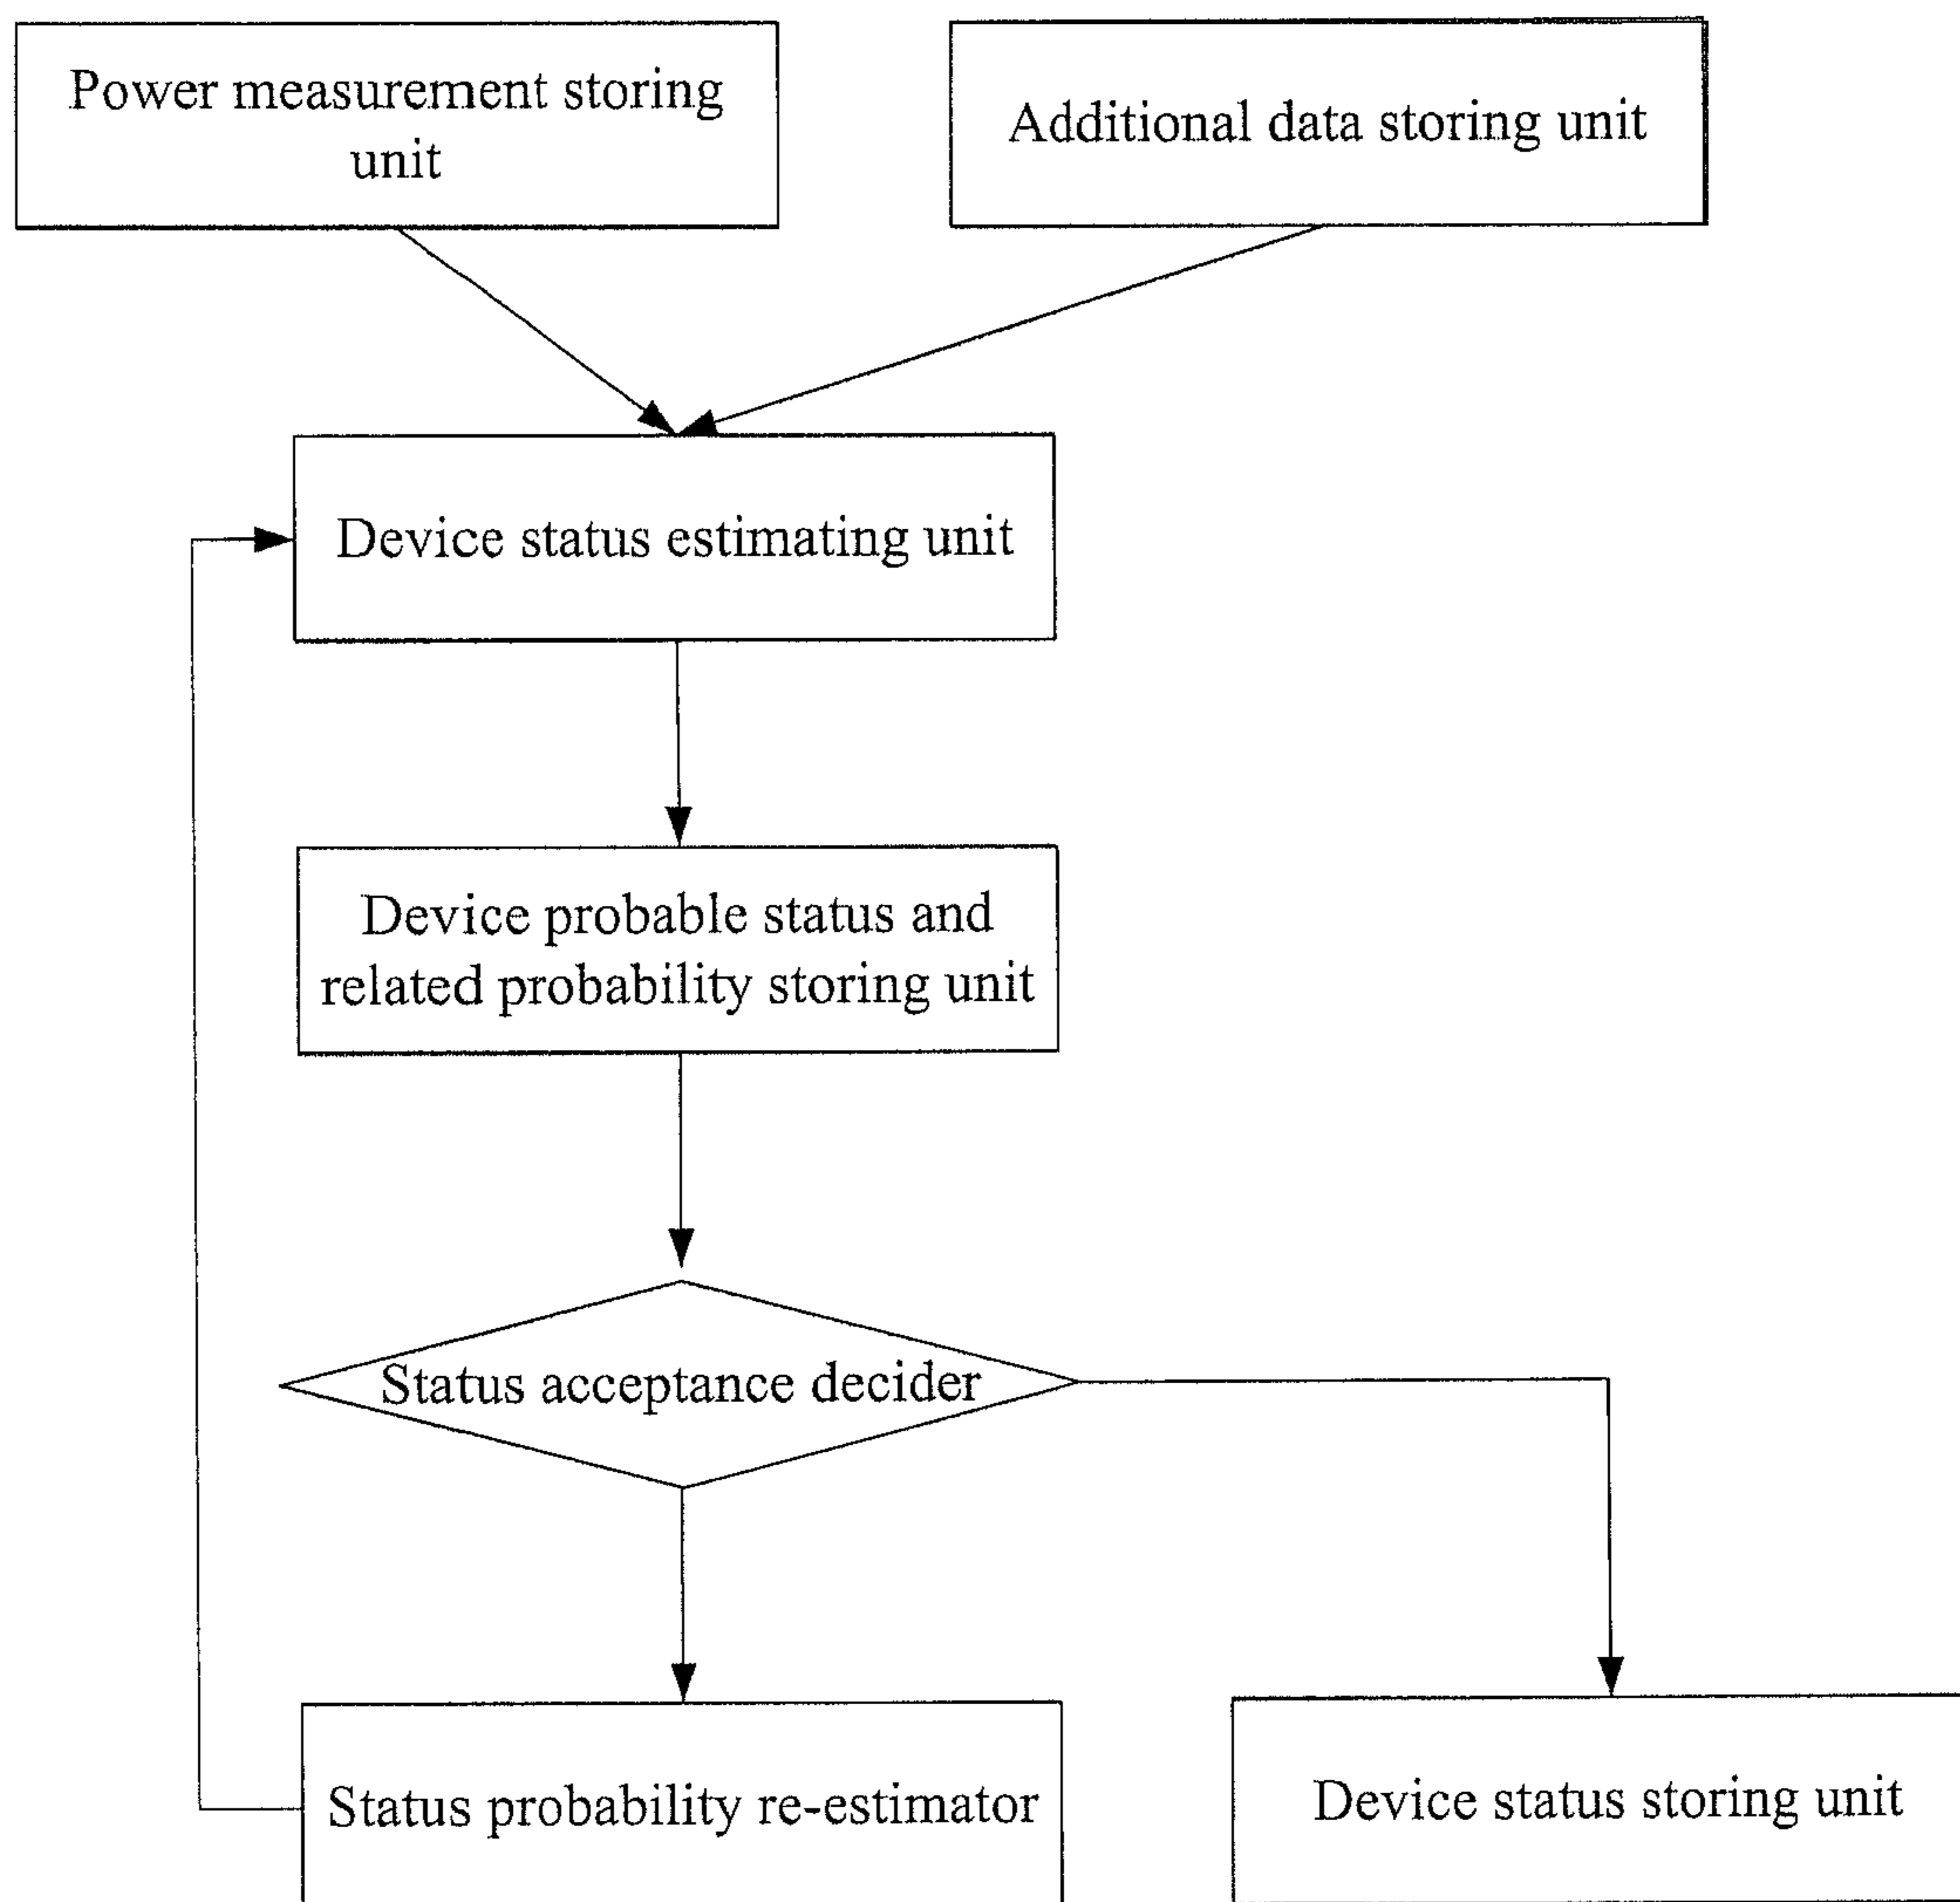 Power measurement storing
unit
Additional data storing unit
Device status estimating unit
Device probable status and
related probability storing unit
Status acceptance decider
Status probability re-estimator
Device status storing unit